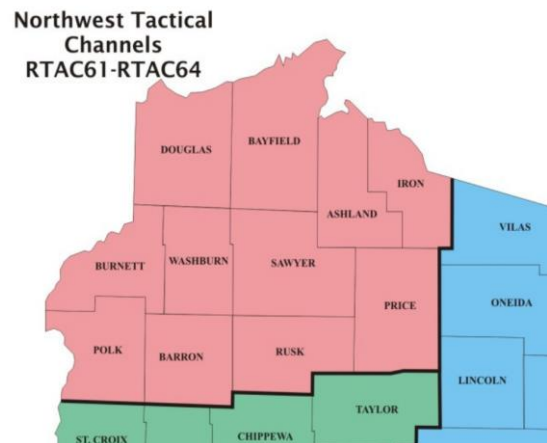 Northwest Tactical
Channels
RTAC61-RTAC64
DOUGLAS
BAYFIELD
IRON
ASHLAND
VILAS
BURNETT
WASHBURN
SAWYER
PRICE
ONEIDA
POLK
BARRON
RUSK
LINCOLN
TAYLOR
ST. CROIX
CHIPPEWA